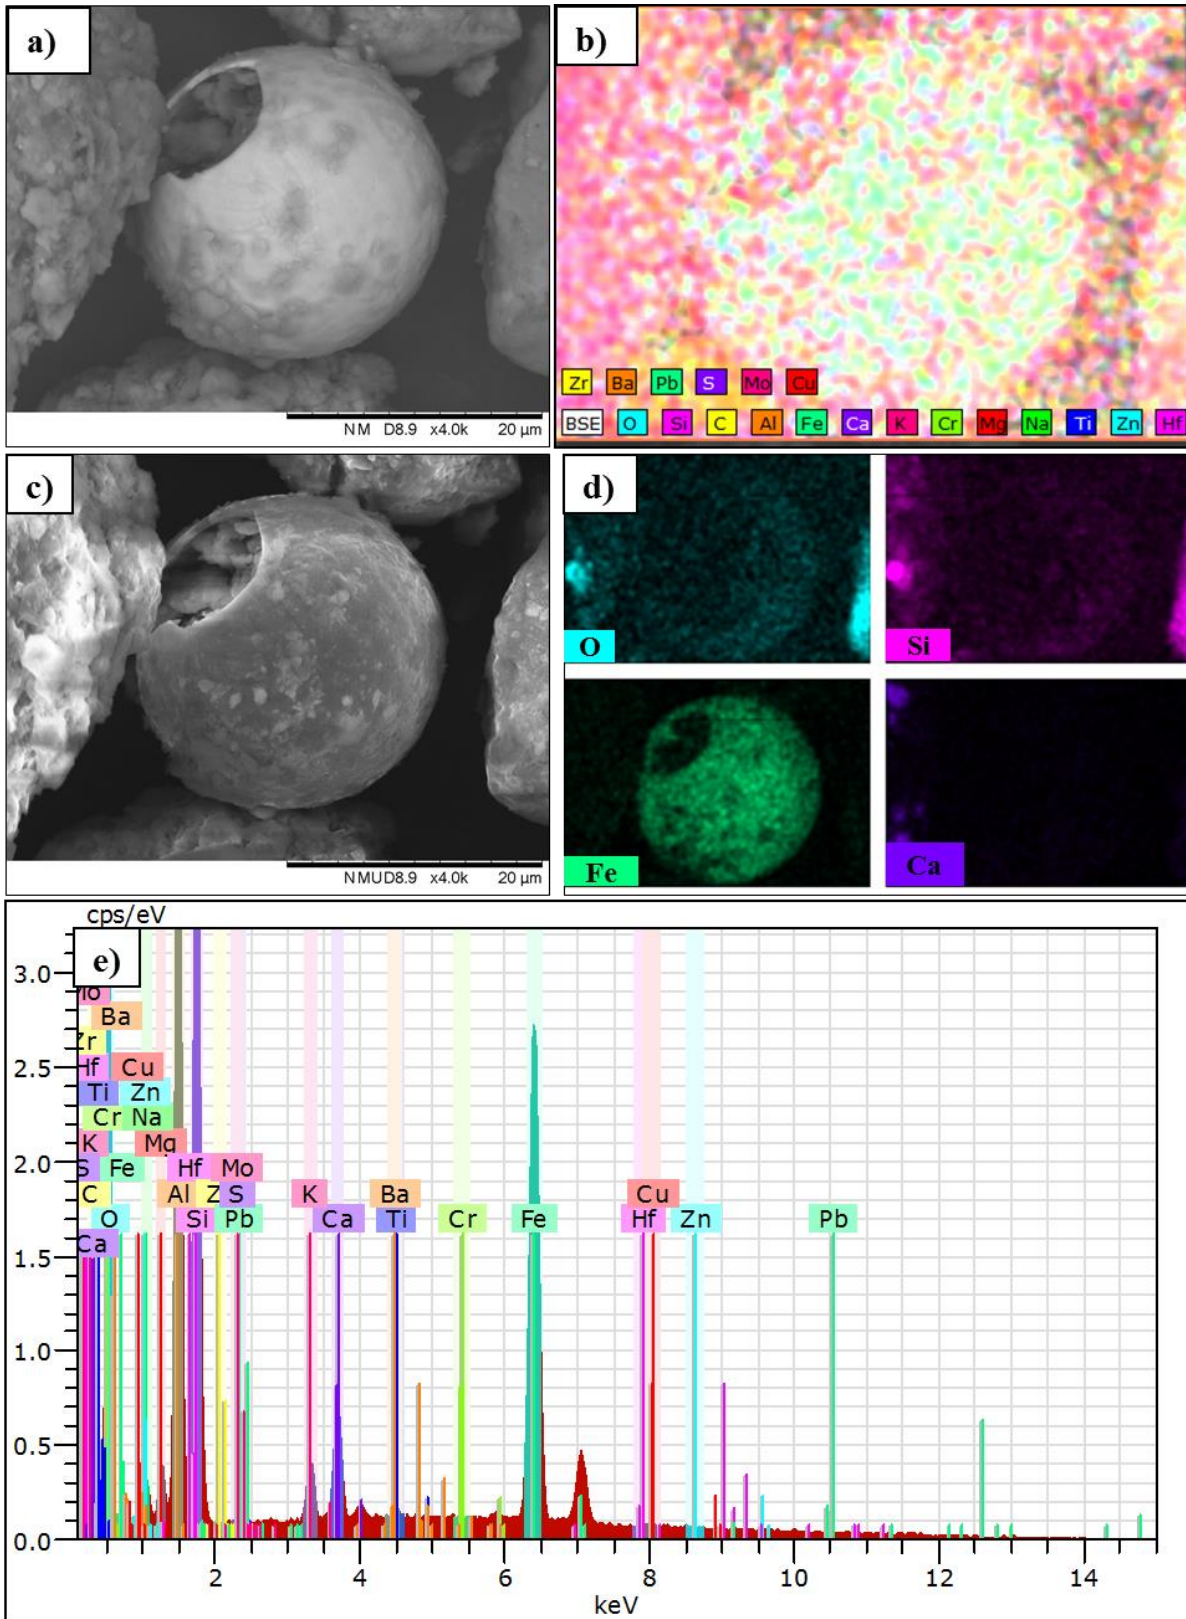 a)
NM D8.9 x4.0k 20 µm
b)
Zr Ba Pb S Mo Cu
BSE O Si C Al Fe Ca K Cr Mg Na Ti Zn Hf
c)
NMUD8.9 x4.0k 20 µm
d)
O
Si
Fe
Ca
cps/eV
e)
3.0
2.5
2.0
1.5
1.0
0.5
0.0
Ba
Hf Cu
Ti Zn
Cr Na
K Mg
S Fe Hf Mo
C Al S Ba Cu
O Si Pb K Ca Ti Cr Fe Hf Zn Pb
Ca
2 4 6 8 10 12 14
keV